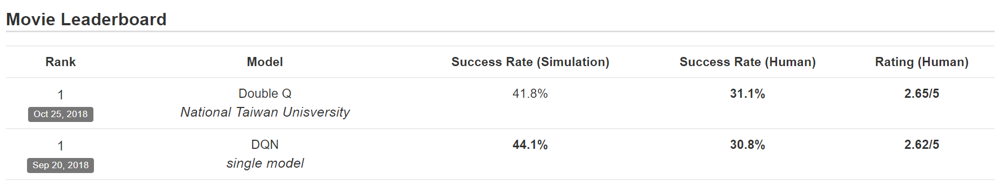 Movie Leaderboard
Rank Model Success Rate (Simulation) Success Rate (Human) Rating (Human)
1 Double Q 41.8% 31.1% 2.65/5
Oct 25, 2018 National Taiwan Unisversity
1 DQN 44.1% 30.8% 2.62/5
Sep 20, 2018 single model